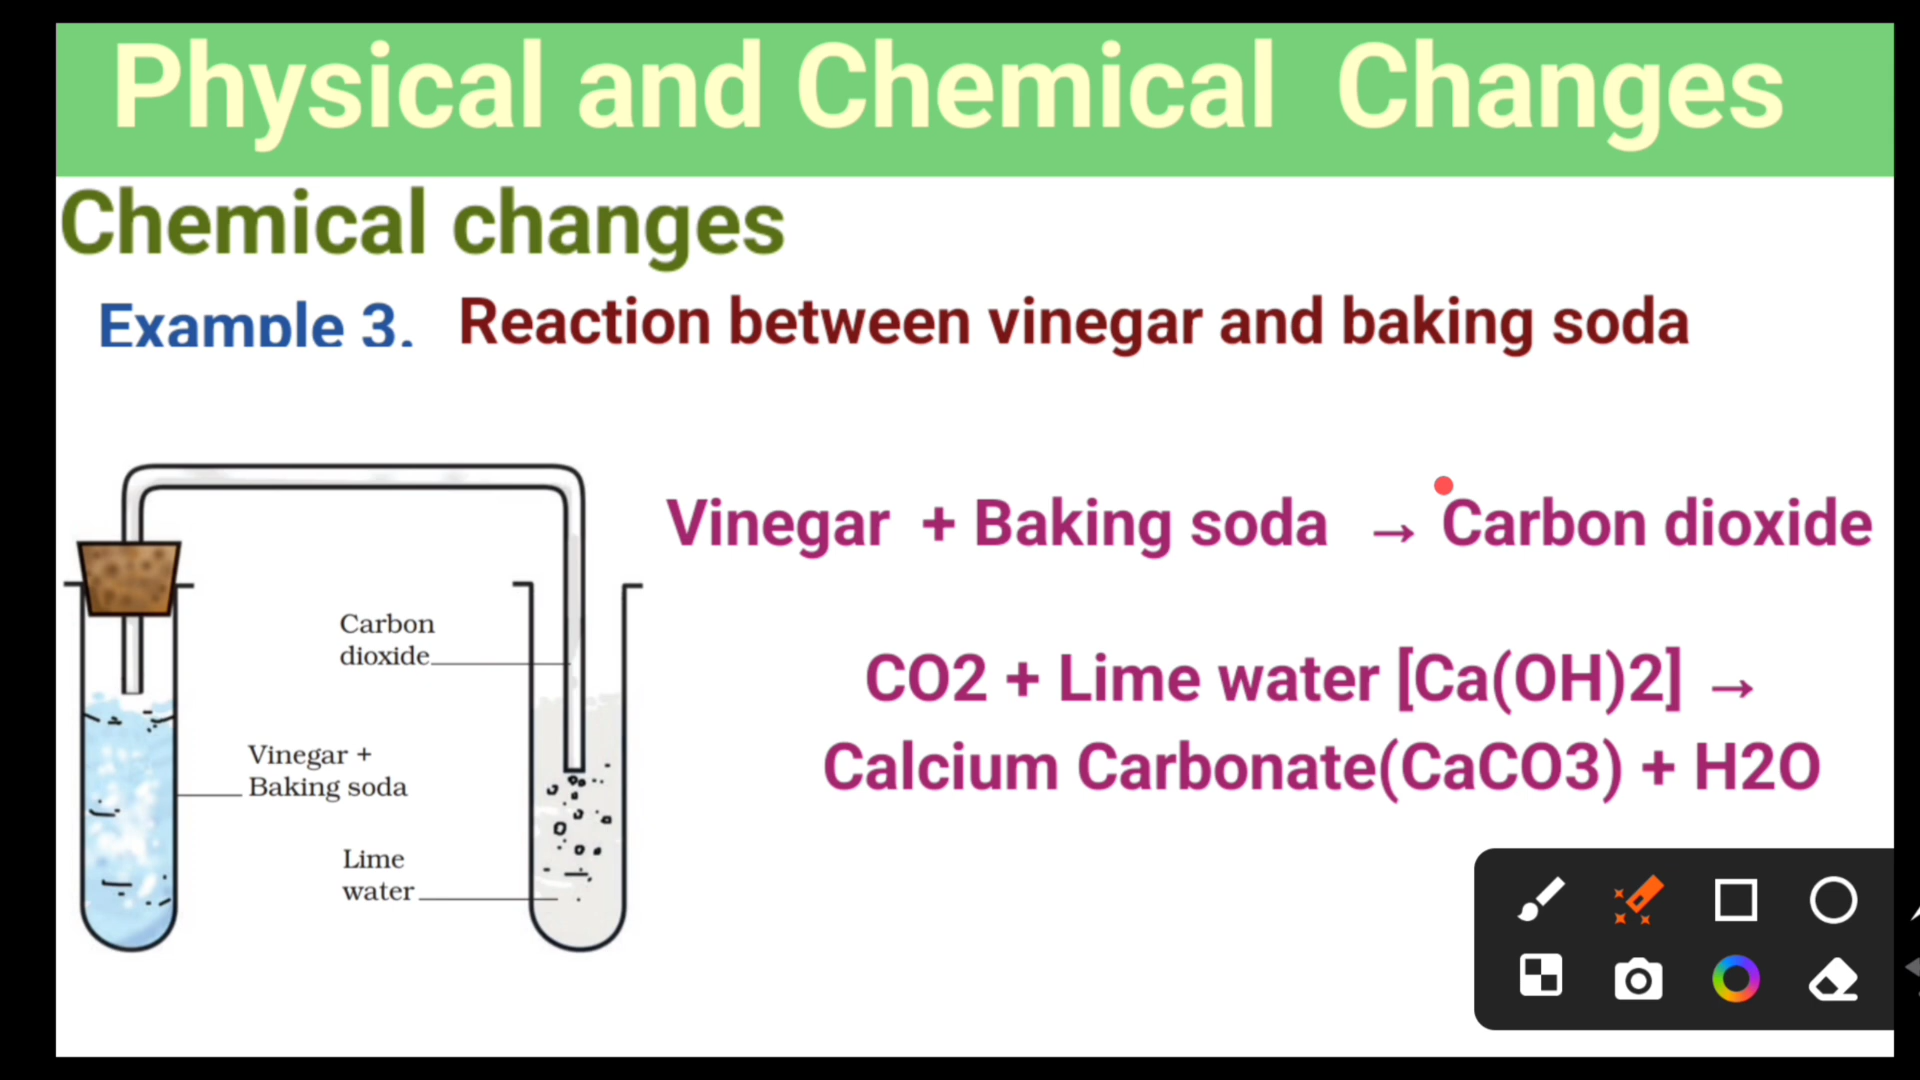 Physical and Chemical Changes
Chemical changes
Example 3. Reaction between vinegar and baking soda
Vinegar + Baking soda → Carbon dioxide
CO2 + Lime water [Ca(OH)2] →
Calcium Carbonate(CaCO3) + H2O
Carbon
dioxide
Vinegar +
Baking soda
Lime
water